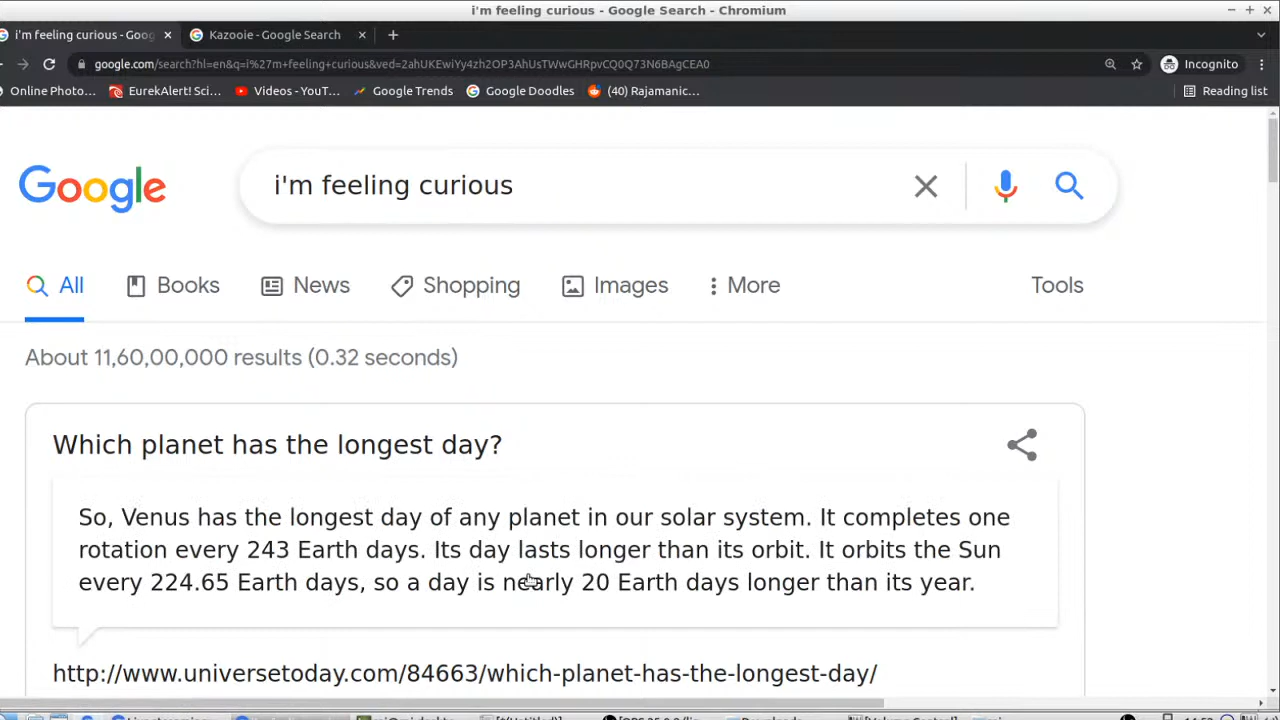 i'm feeling curious - Google Search - Chromium
i'm feeling curious - Goog
Kazooie - Google Search
google.com/search?hl=en&q=i%27m+feeling+curious&ved=2ahUKEwiYy4zh2OP3AhUsTWwGHRpvCQ0Q73N6BAgCEA0
Incognito
Online Photo...
EurekAlert! Sci...
Videos - YouT...
Google Trends
Google Doodles
(40) Rajamanic...
Reading list
Google
i'm feeling curious
All
Books
News
Shopping
Images
More
Tools
About 11,60,00,000 results (0.32 seconds)
Which planet has the longest day?
So, Venus has the longest day of any planet in our solar system. It completes one
rotation every 243 Earth days. Its day lasts longer than its orbit. It orbits the Sun
every 224.65 Earth days, so a day is nearly 20 Earth days longer than its year.
http://www.universetoday.com/84663/which-planet-has-the-longest-day/